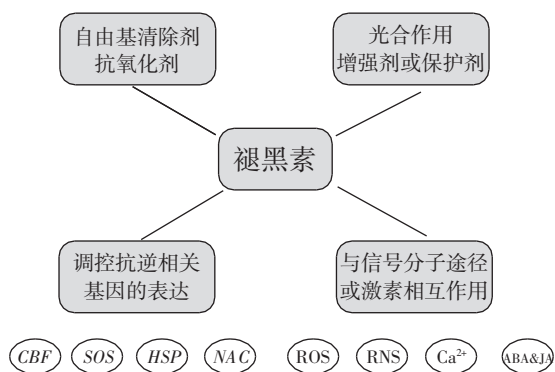 自由基清除剂
抗氧化剂
光合作用
增强剂或保护剂
褪黑素
调控抗逆相关
基因的表达
与信号分子途径
或激素相互作用
CBF SOS HSP NAC ROS RNS Ca²⁺ ABA&JA